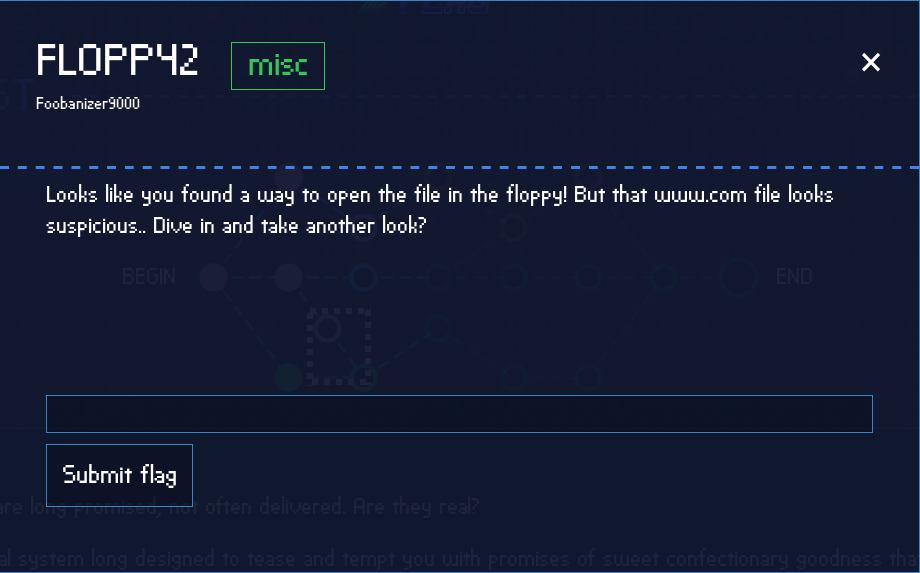 FLOPPY2
misc
Foobanizer9000
Looks like you found a way to open the file in the floppy! But that www.com file looks
suspicious.. Dive in and take another look?
BEGIN
END
Submit flag
are long promised, not often delivered. Are they real?
al system long designed to tease and tempt you with promises of sweet confectionary goodness tha